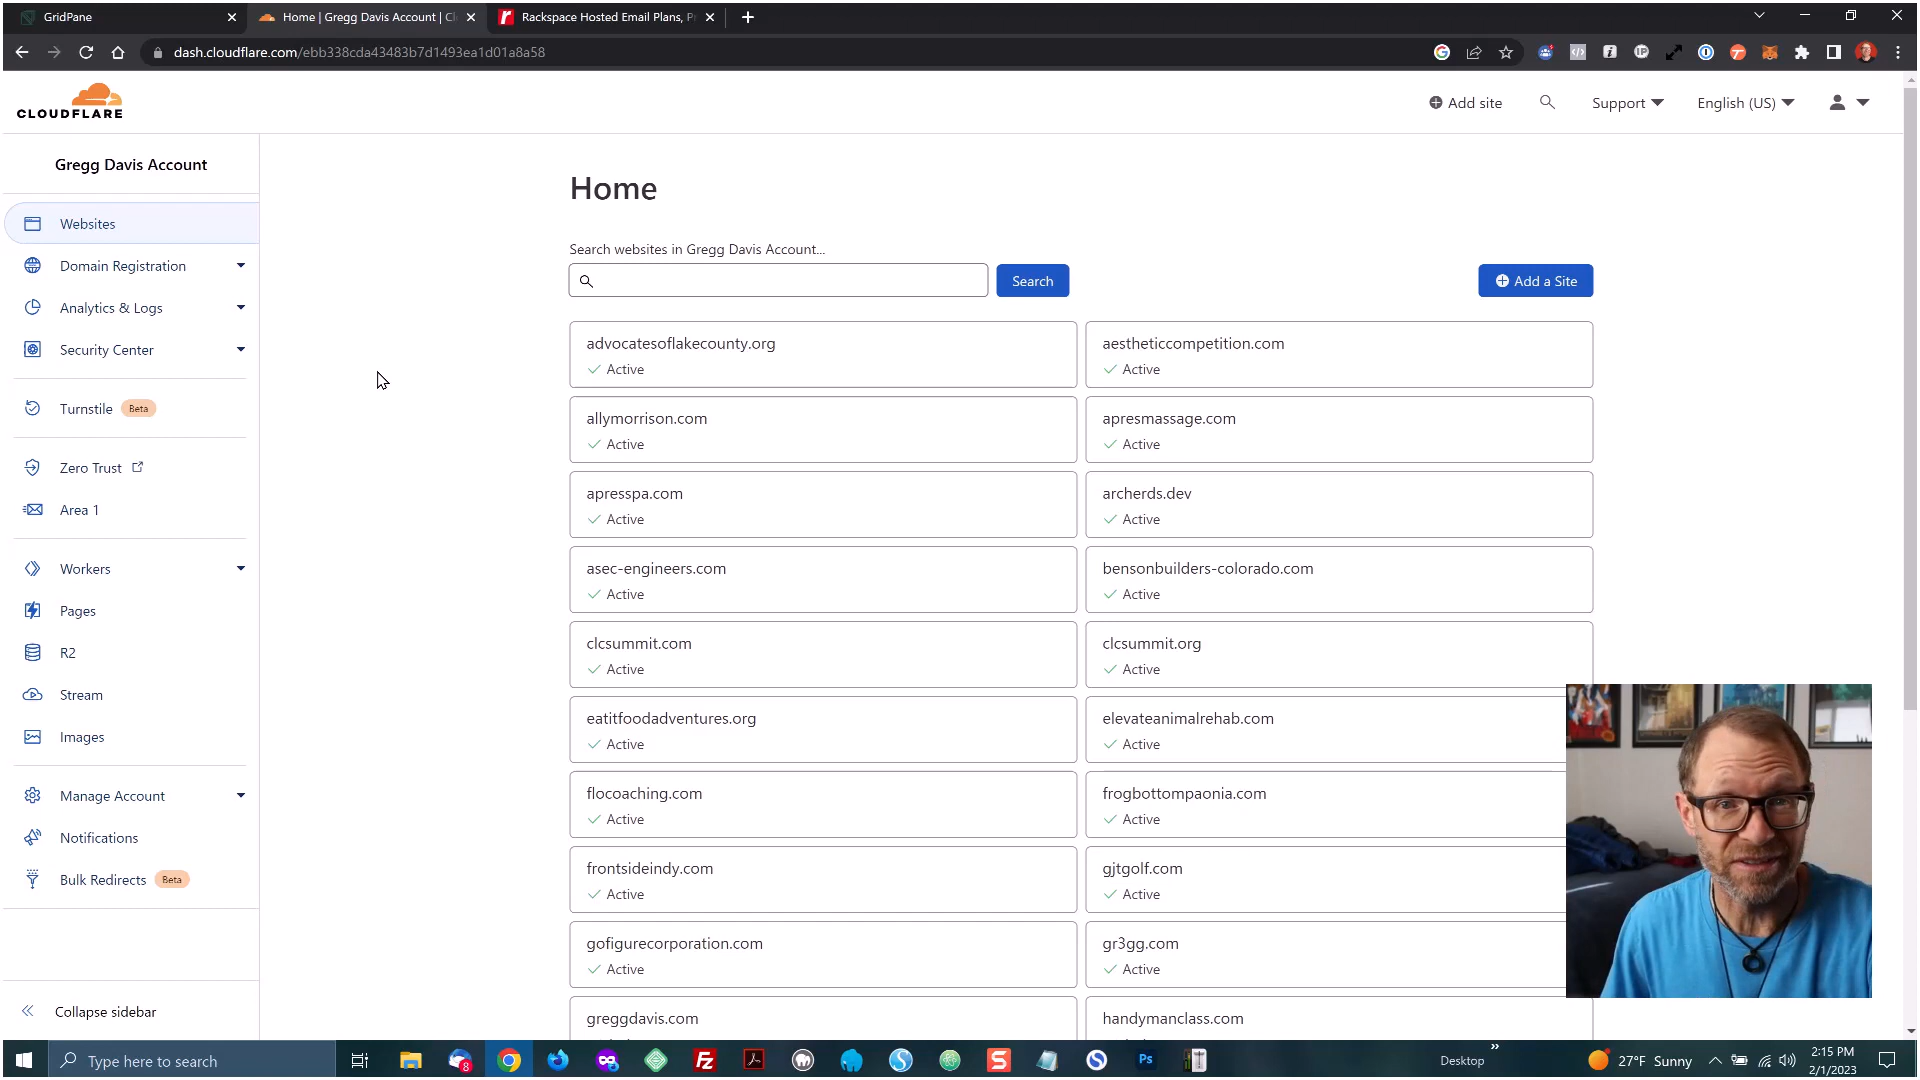 GridPane
Home | Gregg Davis Account | Cl
Rackspace Hosted Email Plans, P
dash.cloudflare.com/ebb338cda43483b7d1493ea1d01a8a58
CLOUDFLARE
Add site
Support
English (US)
Gregg Davis Account
Websites
Domain Registration
Analytics & Logs
Security Center
Turnstile Beta
Zero Trust
Area 1
Workers
Pages
R2
Stream
Images
Manage Account
Notifications
Bulk Redirects Beta
Collapse sidebar
Home
Search websites in Gregg Davis Account...
Search
Add a Site
advocatesoflakecounty.org
Active
aestheticcompetition.com
Active
allymorrison.com
Active
apresmassage.com
Active
apresspa.com
Active
archerds.dev
Active
asec-engineers.com
Active
bensonbuilders-colorado.com
Active
clcsummit.com
Active
clcsummit.org
Active
eatitfoodadventures.org
Active
elevateanimalrehab.com
Active
flocoaching.com
Active
frogbottompaonia.com
Active
frontsideindy.com
Active
gjtgolf.com
Active
gofigurecorporation.com
Active
gr3gg.com
Active
greggdavis.com
handymanclass.com
Type here to search
8
Fz
S
Ps
Desktop
27°F Sunny
2:15 PM
2/1/2023